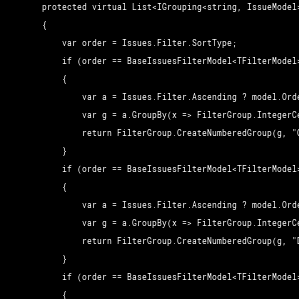 protected virtual List<IGrouping<string, IssueModel>
{
var order = Issues.Filter.SortType;
if (order == BaseIssuesFilterModel<TFilterModel>
{
var a = Issues.Filter.Ascending ? model.Orde
var g = a.GroupBy(x => FilterGroup.IntegerCe
return FilterGroup.CreateNumberedGroup(g, "C
}
if (order == BaseIssuesFilterModel<TFilterModel>
{
var a = Issues.Filter.Ascending ? model.Orde
var g = a.GroupBy(x => FilterGroup.IntegerCe
return FilterGroup.CreateNumberedGroup(g, "D
}
if (order == BaseIssuesFilterModel<TFilterModel>
{